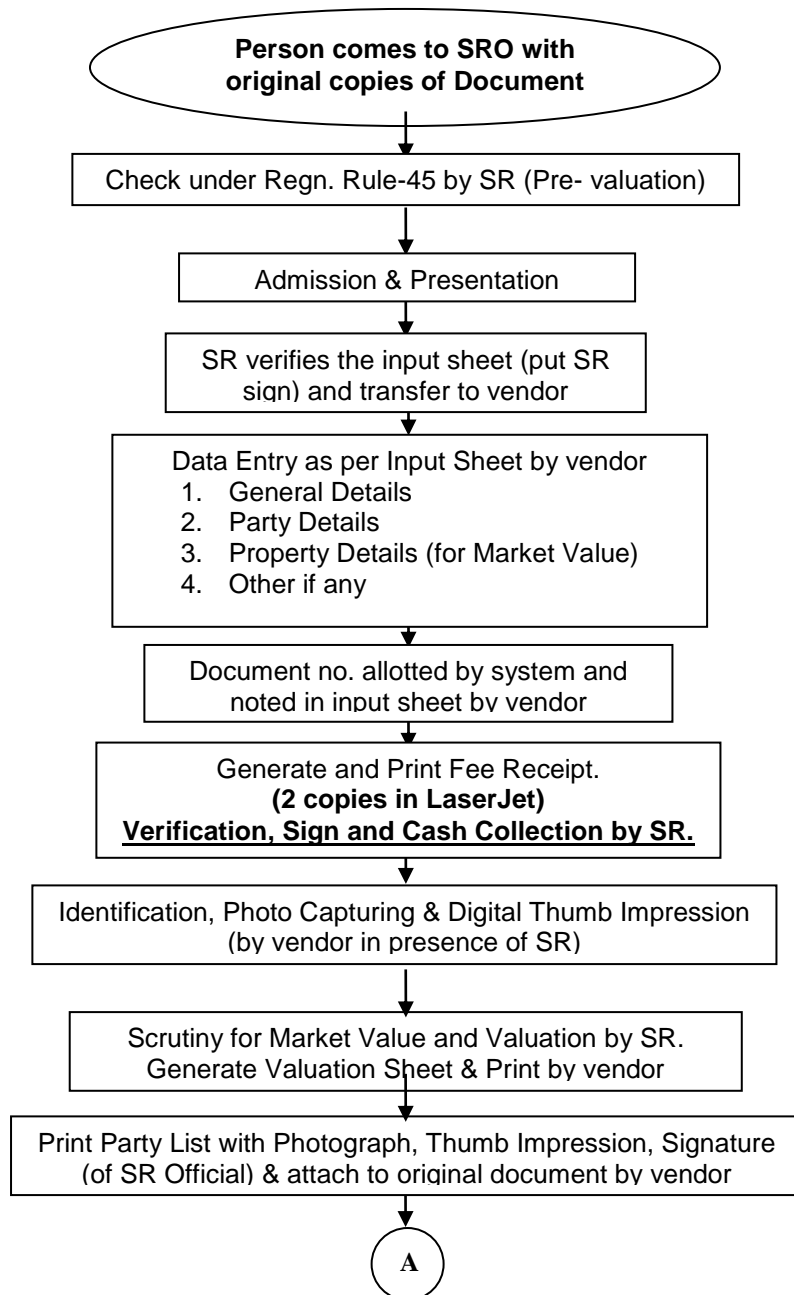 Person comes to SRO with
original copies of Document
Check under Regn. Rule-45 by SR (Pre- valuation)
Admission & Presentation
SR verifies the input sheet (put SR
sign) and transfer to vendor
Data Entry as per Input Sheet by vendor
1. General Details
2. Party Details
3. Property Details (for Market Value)
4. Other if any
Document no. allotted by system and
noted in input sheet by vendor
Generate and Print Fee Receipt.
(2 copies in LaserJet)
Verification, Sign and Cash Collection by SR.
Identification, Photo Capturing & Digital Thumb Impression
(by vendor in presence of SR)
Scrutiny for Market Value and Valuation by SR.
Generate Valuation Sheet & Print by vendor
Print Party List with Photograph, Thumb Impression, Signature
(of SR Official) & attach to original document by vendor
A